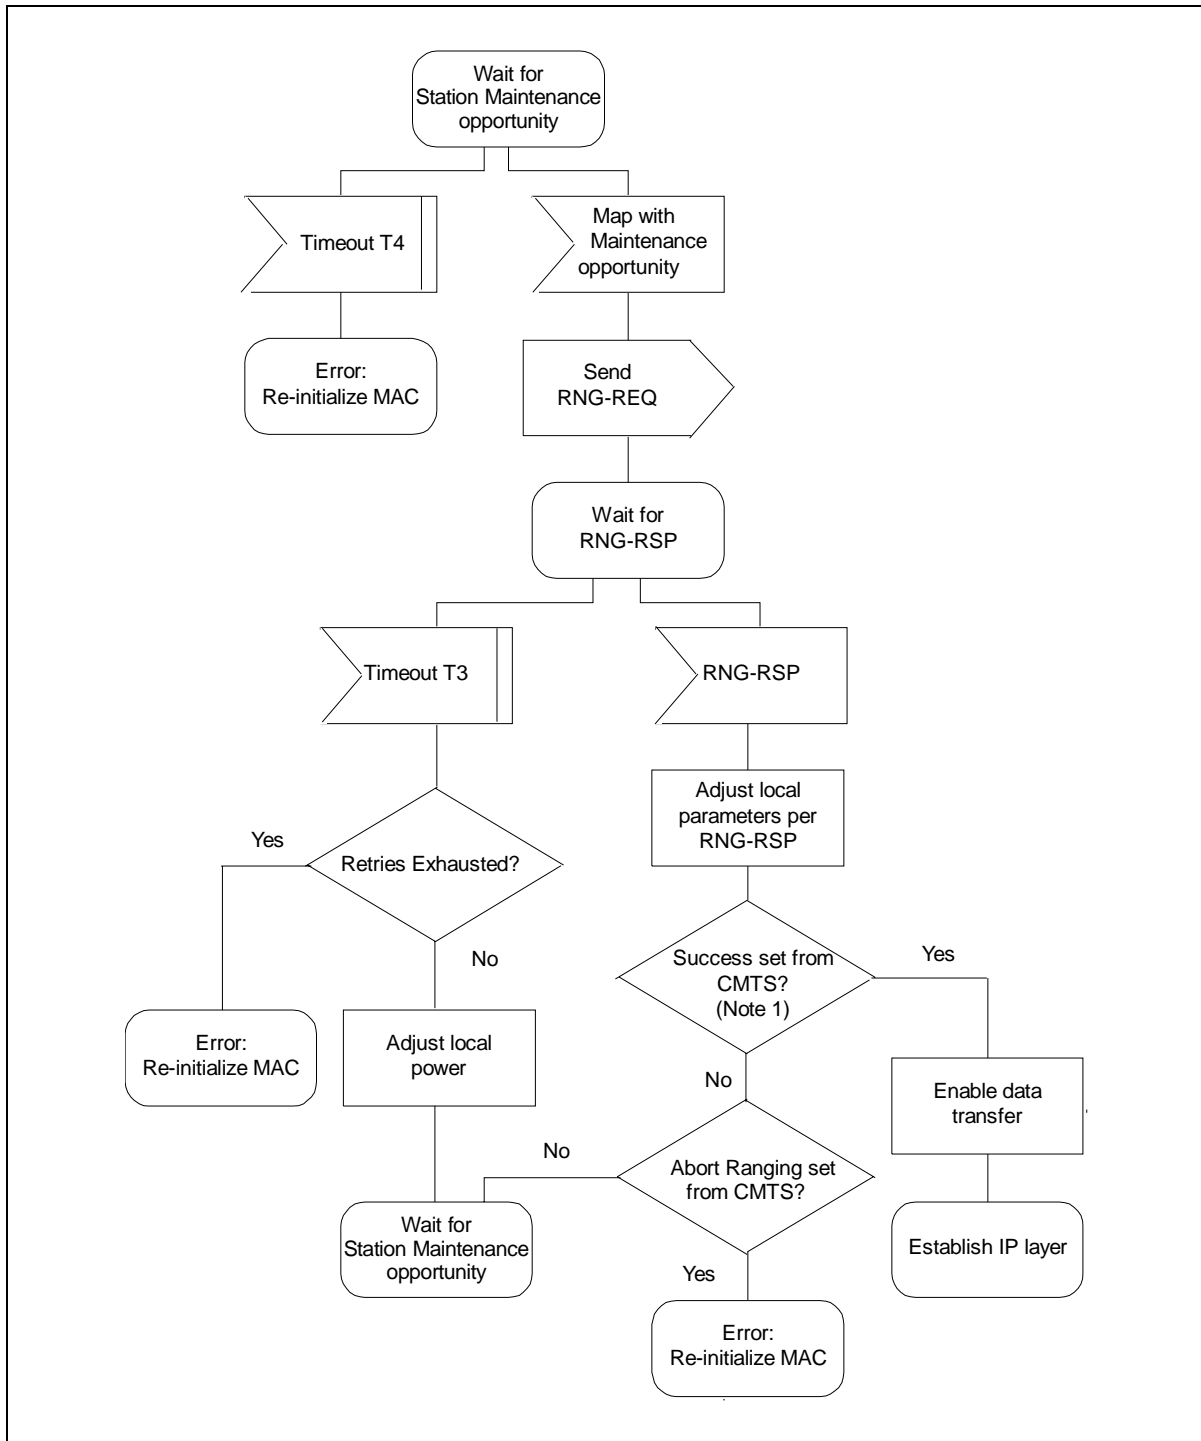 Wait for
Station Maintenance
opportunity
Timeout T4
Map with
Maintenance
opportunity
Error:
Re-initialize MAC
Send
RNG-REQ
Wait for
RNG-RSP
Timeout T3
RNG-RSP
Adjust local
parameters per
RNG-RSP
Yes
Retries Exhausted?
No
Success set from
CMTS?
(Note 1)
Yes
Error:
Re-initialize MAC
Adjust local
power
No
Enable data
transfer
No
Abort Ranging set
from CMTS?
Wait for
Station Maintenance
opportunity
Establish IP layer
Yes
Error:
Re-initialize MAC